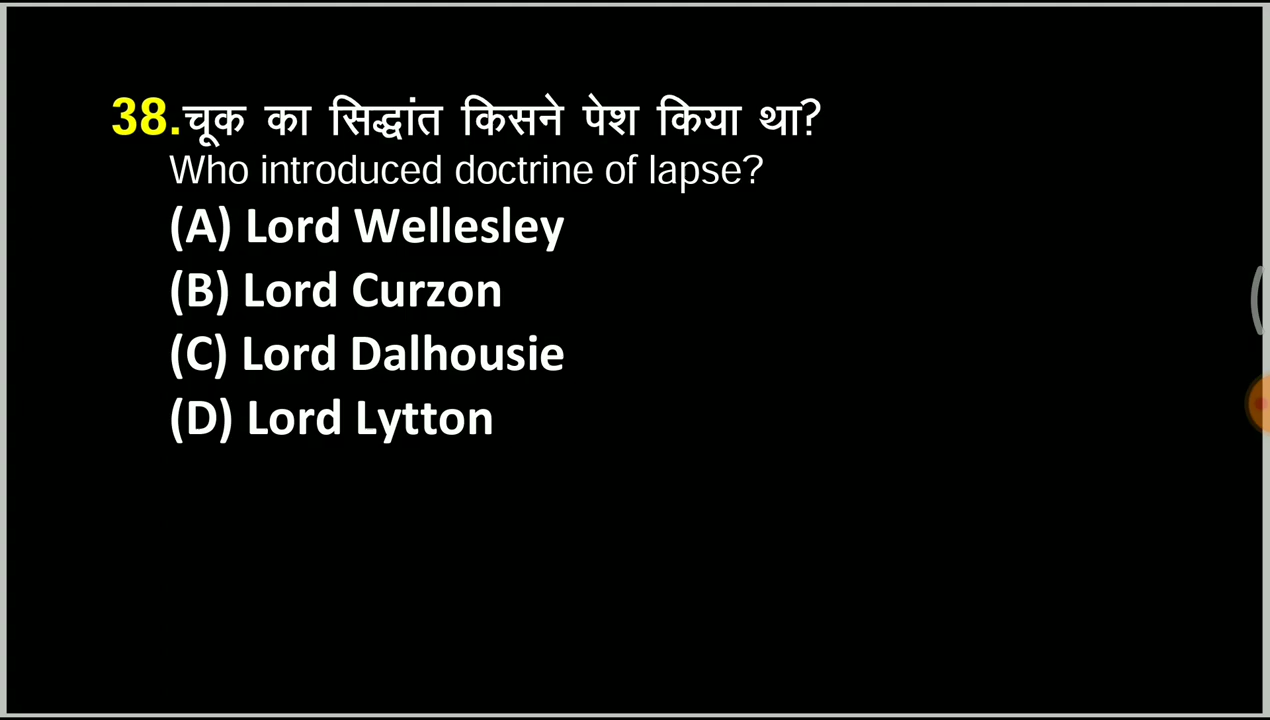 38.चूक का सिद्धांत किसने पेश किया था?
Who introduced doctrine of lapse?
(A) Lord Wellesley
(B) Lord Curzon
(C) Lord Dalhousie
(D) Lord Lytton